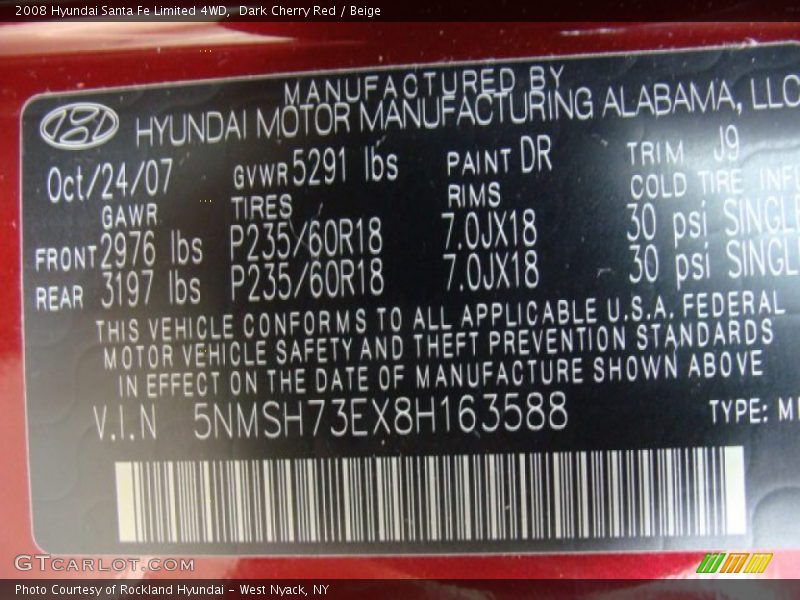 2008 Hyundai Santa Fe Limited 4WD, Dark Cherry Red / Beige
MANUFACTURED BY
HYUNDAI MOTOR MANUFACTURING ALABAMA, LLC
Oct/24/07 GVWR 5291 lbs PAINT DR TRIM J9
GAWR TIRES RIMS COLD TIRE INF
FRONT 2976 lbs P235/60R18 7.0JX18 30 psi SINGLE
REAR 3197 lbs P235/60R18 7.0JX18 30 psi SINGL
THIS VEHICLE CONFORMS TO ALL APPLICABLE U.S.A. FEDERAL
MOTOR VEHICLE SAFETY AND THEFT PREVENTION STANDARDS
IN EFFECT ON THE DATE OF MANUFACTURE SHOWN ABOVE
V.I.N 5NMSH73EX8H163588 TYPE: M
GTCARLOT.COM
Photo Courtesy of Rockland Hyundai - West Nyack, NY